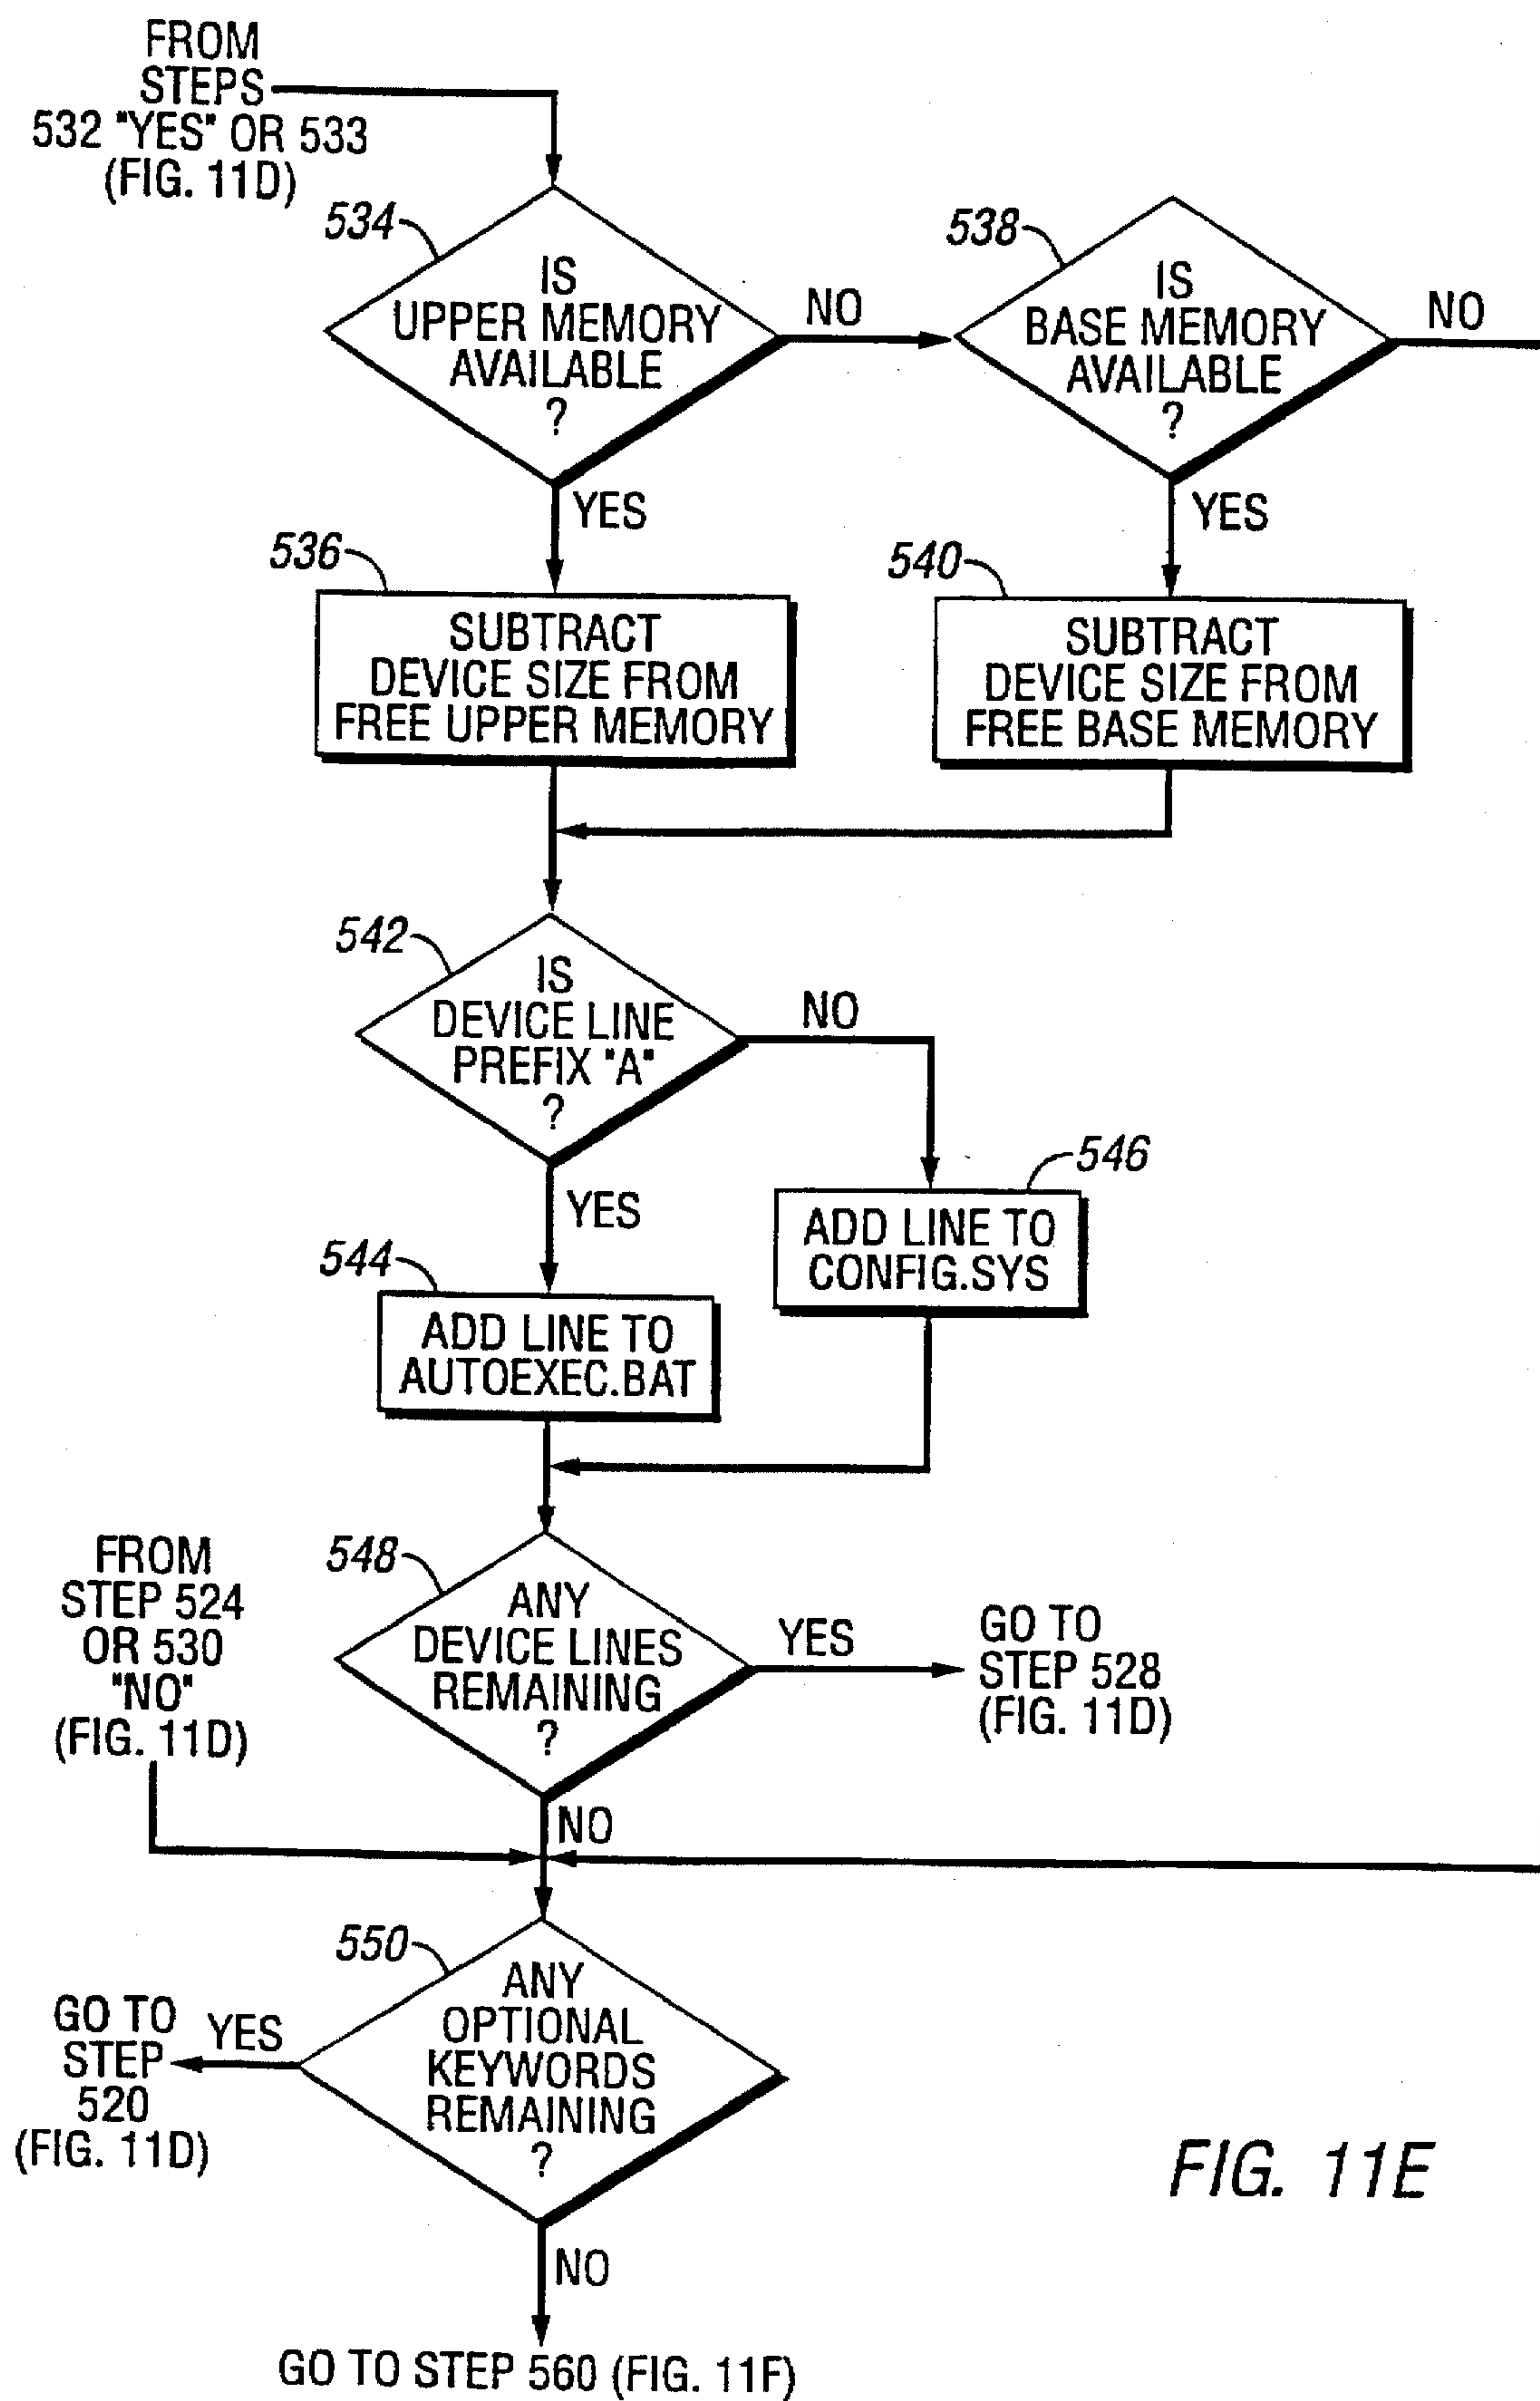 FROM
STEPS
532 "YES" OR 533
(FIG. 11D)
534
IS
UPPER MEMORY
AVAILABLE
?
NO
YES
538
IS
BASE MEMORY
AVAILABLE
?
NO
YES
536
SUBTRACT
DEVICE SIZE FROM
FREE UPPER MEMORY
540
SUBTRACT
DEVICE SIZE FROM
FREE BASE MEMORY
542
IS
DEVICE LINE
PREFIX "A"
?
NO
YES
546
ADD LINE TO
CONFIG.SYS
544
ADD LINE TO
AUTOEXEC.BAT
FROM
STEP 524
OR 530
"NO"
(FIG. 11D)
548
ANY
DEVICE LINES
REMAINING
?
YES
GO TO
STEP 528
(FIG. 11D)
NO
550
ANY
OPTIONAL
KEYWORDS
REMAINING
?
YES
GO TO
STEP
520
(FIG. 11D)
NO
GO TO STEP 560 (FIG. 11F)
FIG. 11E